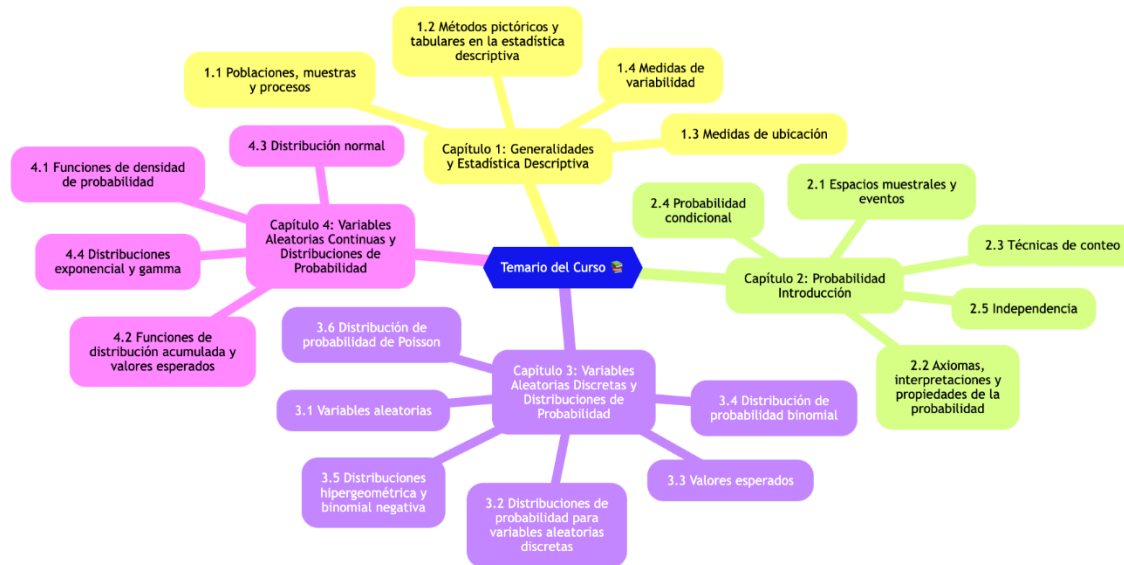 1.2 Métodos pictóricos y
tabulares en la estadística
descriptiva
1.1 Poblaciones, muestras
y procesos
1.4 Medidas de
variabilidad
1.3 Medidas de ubicación
Capítulo 1: Generalidades
y Estadística Descriptiva
4.3 Distribución normal
4.1 Funciones de densidad
de probabilidad
Capítulo 4: Variables
Aleatorias Continuas y
Distribuciones de
Probabilidad
4.4 Distribuciones
exponencial y gamma
4.2 Funciones de
distribución acumulada y
valores esperados
Temario del Curso 📚
2.1 Espacios muestrales y
eventos
2.4 Probabilidad
condicional
2.3 Técnicas de conteo
Capítulo 2: Probabilidad
Introducción
2.5 Independencia
2.2 Axiomas,
interpretaciones y
propiedades de la
probabilidad
3.6 Distribución de
probabilidad de Poisson
Capítulo 3: Variables
Aleatorias Discretas y
Distribuciones de
Probabilidad
3.1 Variables aleatorias
3.4 Distribución de
probabilidad binomial
3.5 Distribuciones
hipergeométrica y
binomial negativa
3.2 Distribuciones de
probabilidad para
variables aleatorias
discretas
3.3 Valores esperados